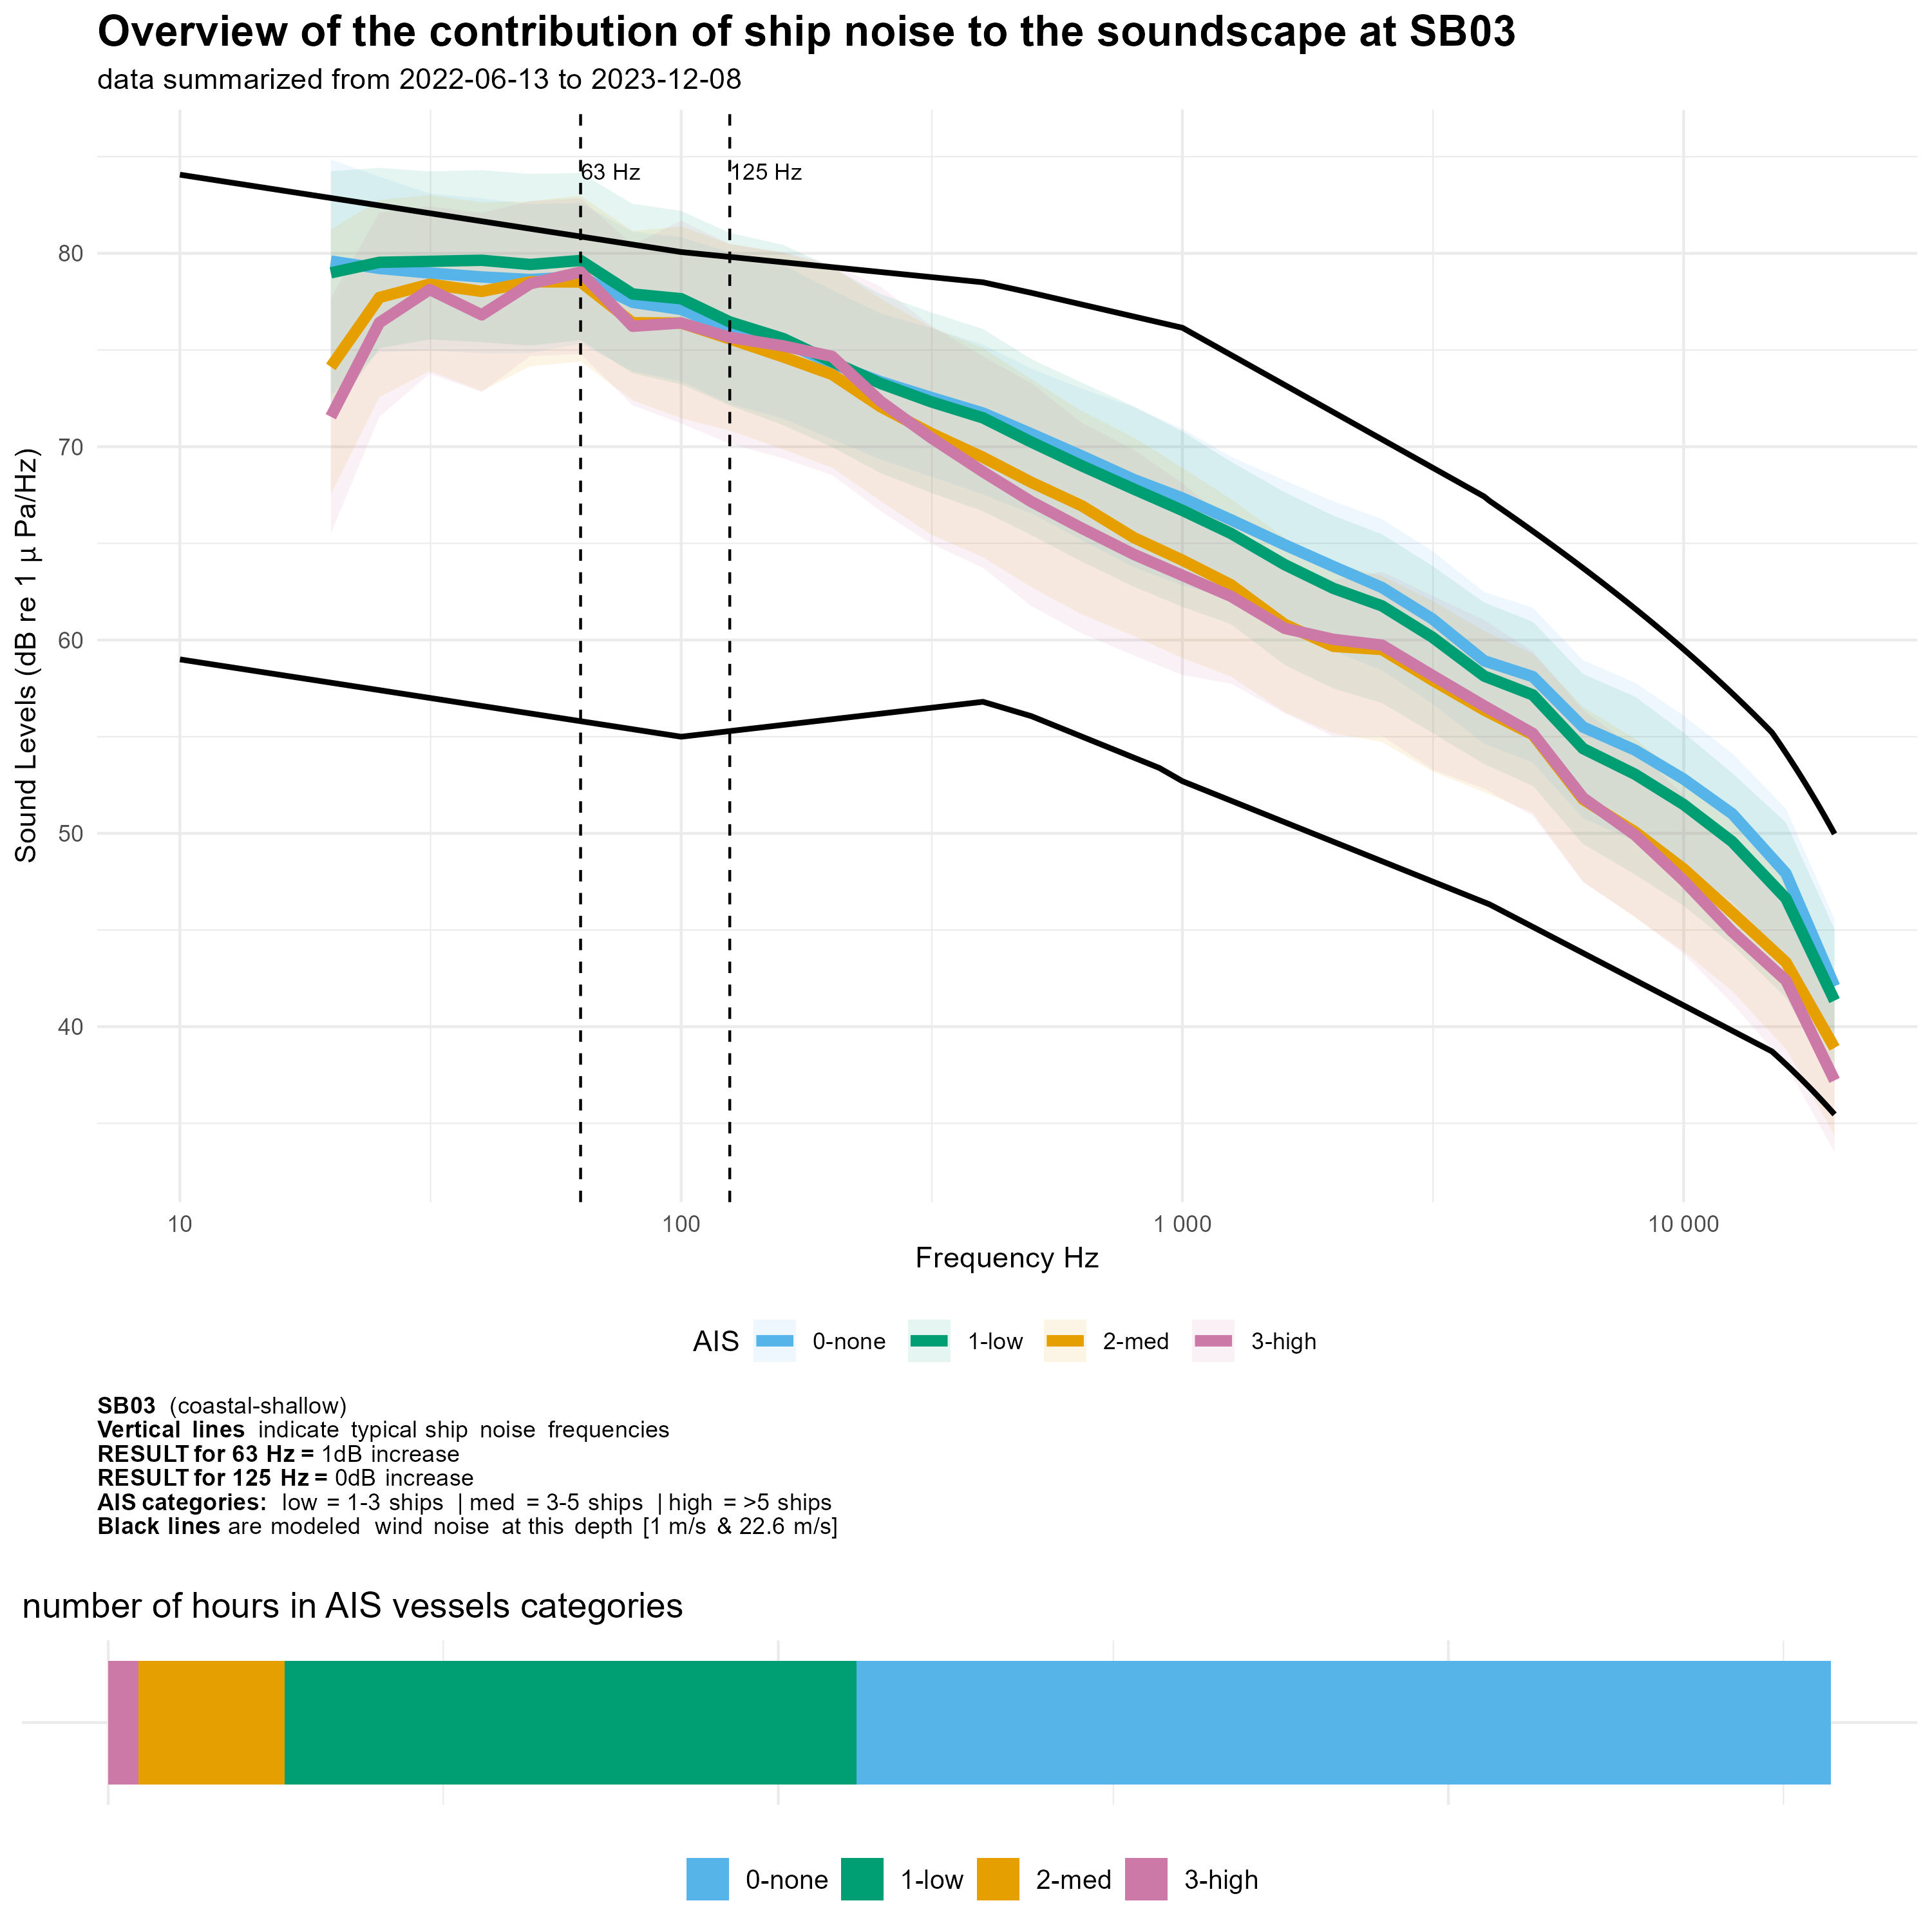 Overview of the contribution of ship noise to the soundscape at SB03
data summarized from 2022-06-13 to 2023-12-08
63 Hz
125 Hz
80
70
60
50
40
Sound Levels (dB re 1 µ Pa/Hz)
10
100
1 000
10 000
Frequency Hz
AIS
0-none
1-low
2-med
3-high
SB03 (coastal-shallow)
Vertical lines indicate typical ship noise frequencies
RESULT for 63 Hz = 1dB increase
RESULT for 125 Hz = 0dB increase
AIS categories: low = 1-3 ships | med = 3-5 ships | high = >5 ships
Black lines are modeled wind noise at this depth [1 m/s & 22.6 m/s]
number of hours in AIS vessels categories
0-none
1-low
2-med
3-high